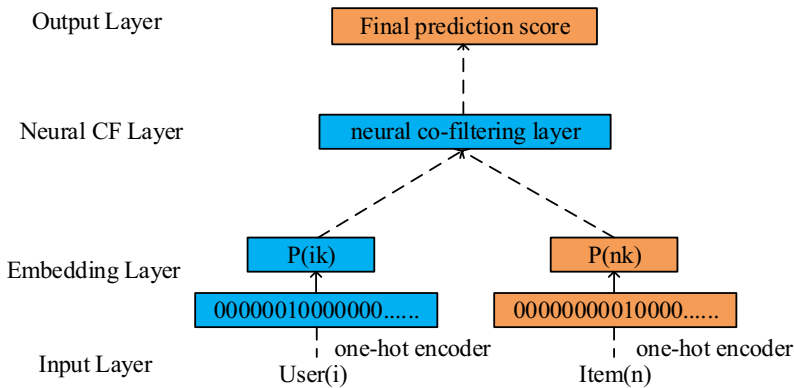 Output Layer
Final prediction score
Neural CF Layer
neural co-filtering layer
Embedding Layer
P(ik)
P(nk)
00000010000000......
00000000010000......
Input Layer
one-hot encoder
one-hot encoder
User(i)
Item(n)